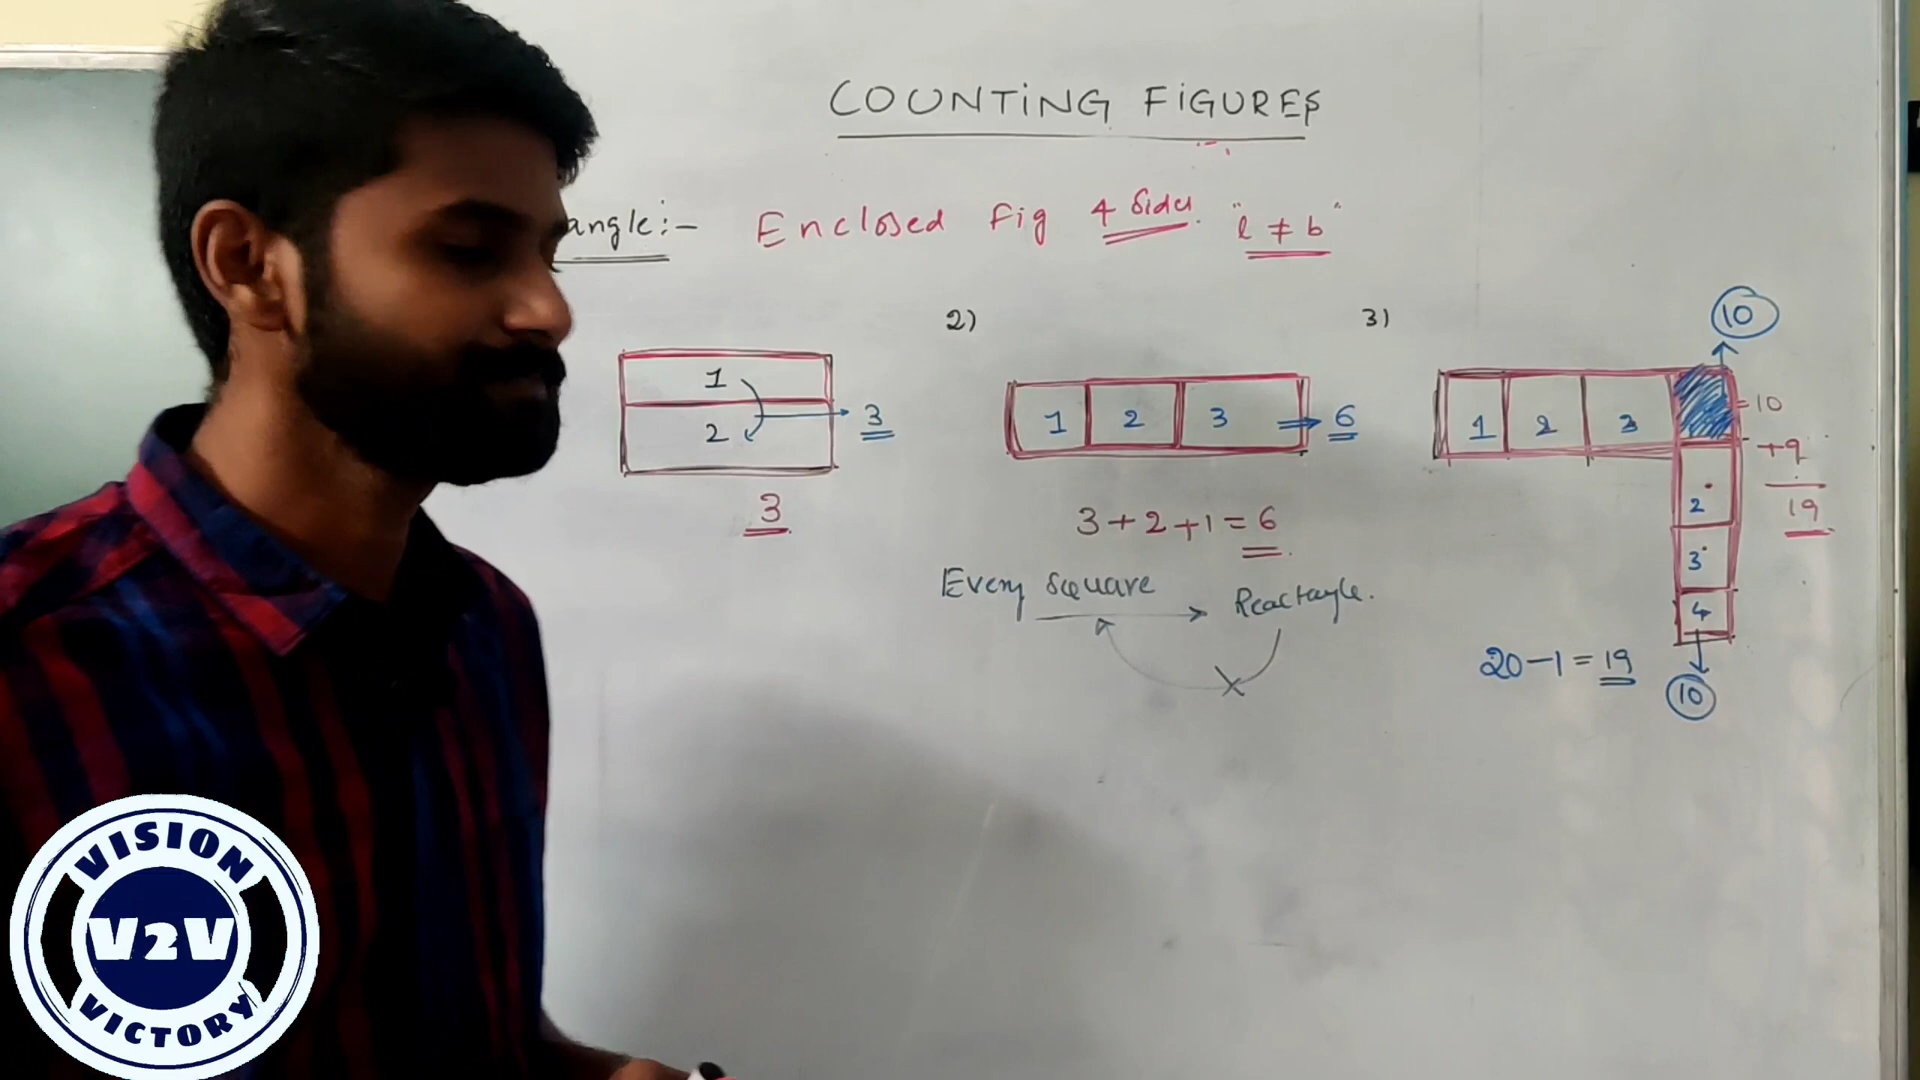 COUNTING FIGURES
angle:- Enclosed Fig 4 Sides "l ≠ b"
2)
3)
10
1
2
3
3
1 2 3
6
3+2+1=6
1 2 3
=10
+9
19
2
3
4
10
20-1=19
Every square Reactangle.
VISION
V2V
VICTORY